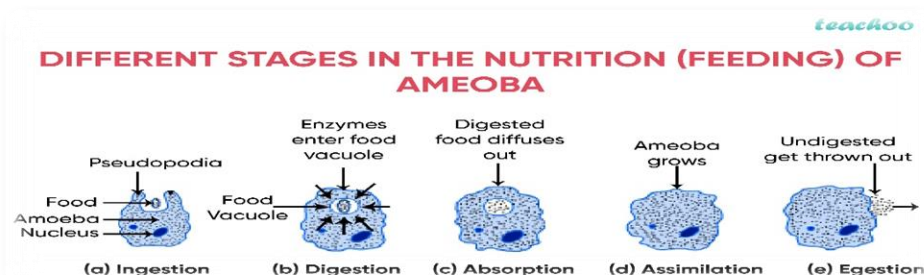 teachoo
DIFFERENT STAGES IN THE NUTRITION (FEEDING) OF
AMEOBA
Pseudopodia
Food
Amoeba
Nucleus
(a) Ingestion
Enzymes
enter food
vacuole
Food
Vacuole
(b) Digestion
Digested
food diffuses
out
(c) Absorption
Ameoba
grows
(d) Assimilation
Undigested
get thrown out
(e) Egestion